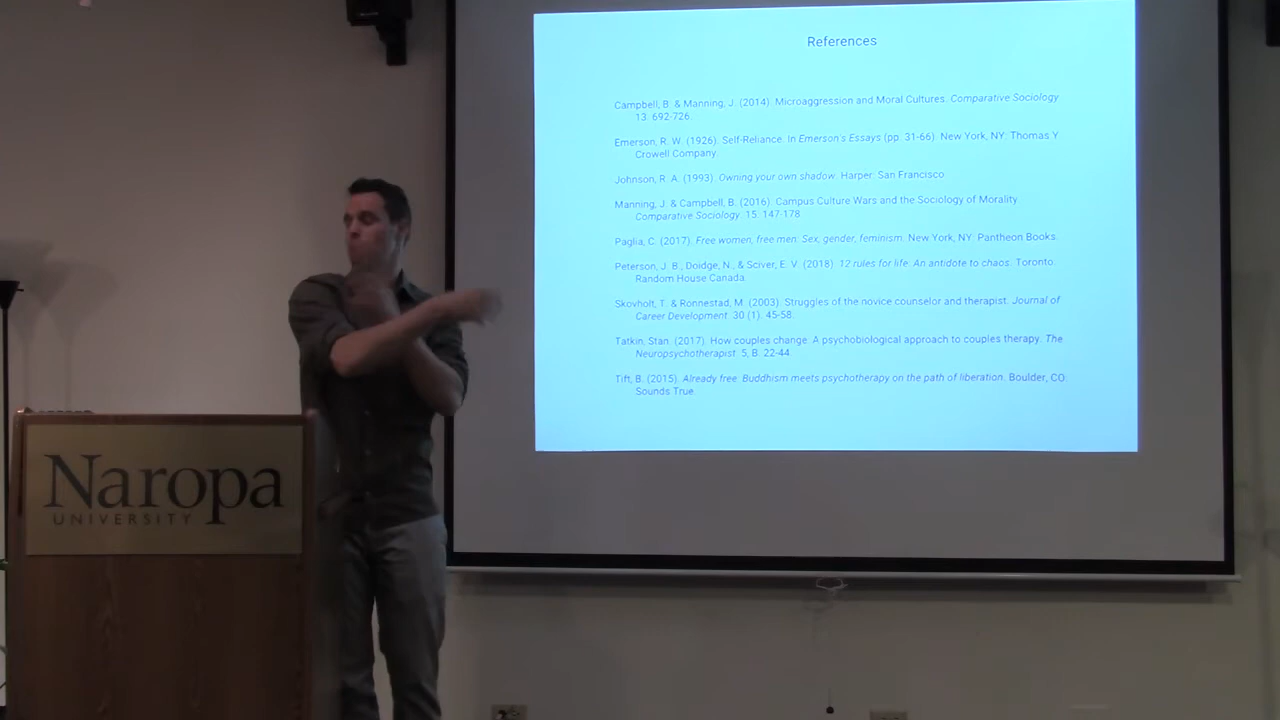 References
Campbell, B. & Manning, J. (2014). Microaggression and Moral Cultures. Comparative Sociology
13. 692-726.
Emerson, R. W. (1926). Self-Reliance. In Emerson's Essays (pp. 31-66). New York, NY: Thomas Y
Crowell Company.
Johnson, R. A. (1993). Owning your own shadow. Harper: San Francisco
Manning, J. & Campbell, B. (2016). Campus Culture Wars and the Sociology of Morality
Comparative Sociology. 15. 147-178
Paglia, C. (2017). Free women, free men: Sex, gender, feminism. New York, NY: Pantheon Books.
Peterson, J. B., Doidge, N., & Sciver, E. V. (2018). 12 rules for life: An antidote to chaos. Toronto:
Random House Canada.
Skovholt, T. & Ronnestad, M. (2003). Struggles of the novice counselor and therapist. Journal of
Career Development. 30 (1). 45-58.
Tatkin, Stan. (2017). How couples change: A psychobiological approach to couples therapy. The
Neuropsychotherapist. 5, 8. 22-44.
Tift, B. (2015). Already free: Buddhism meets psychotherapy on the path of liberation. Boulder, CO:
Sounds True.
Naropa
UNIVERSITY